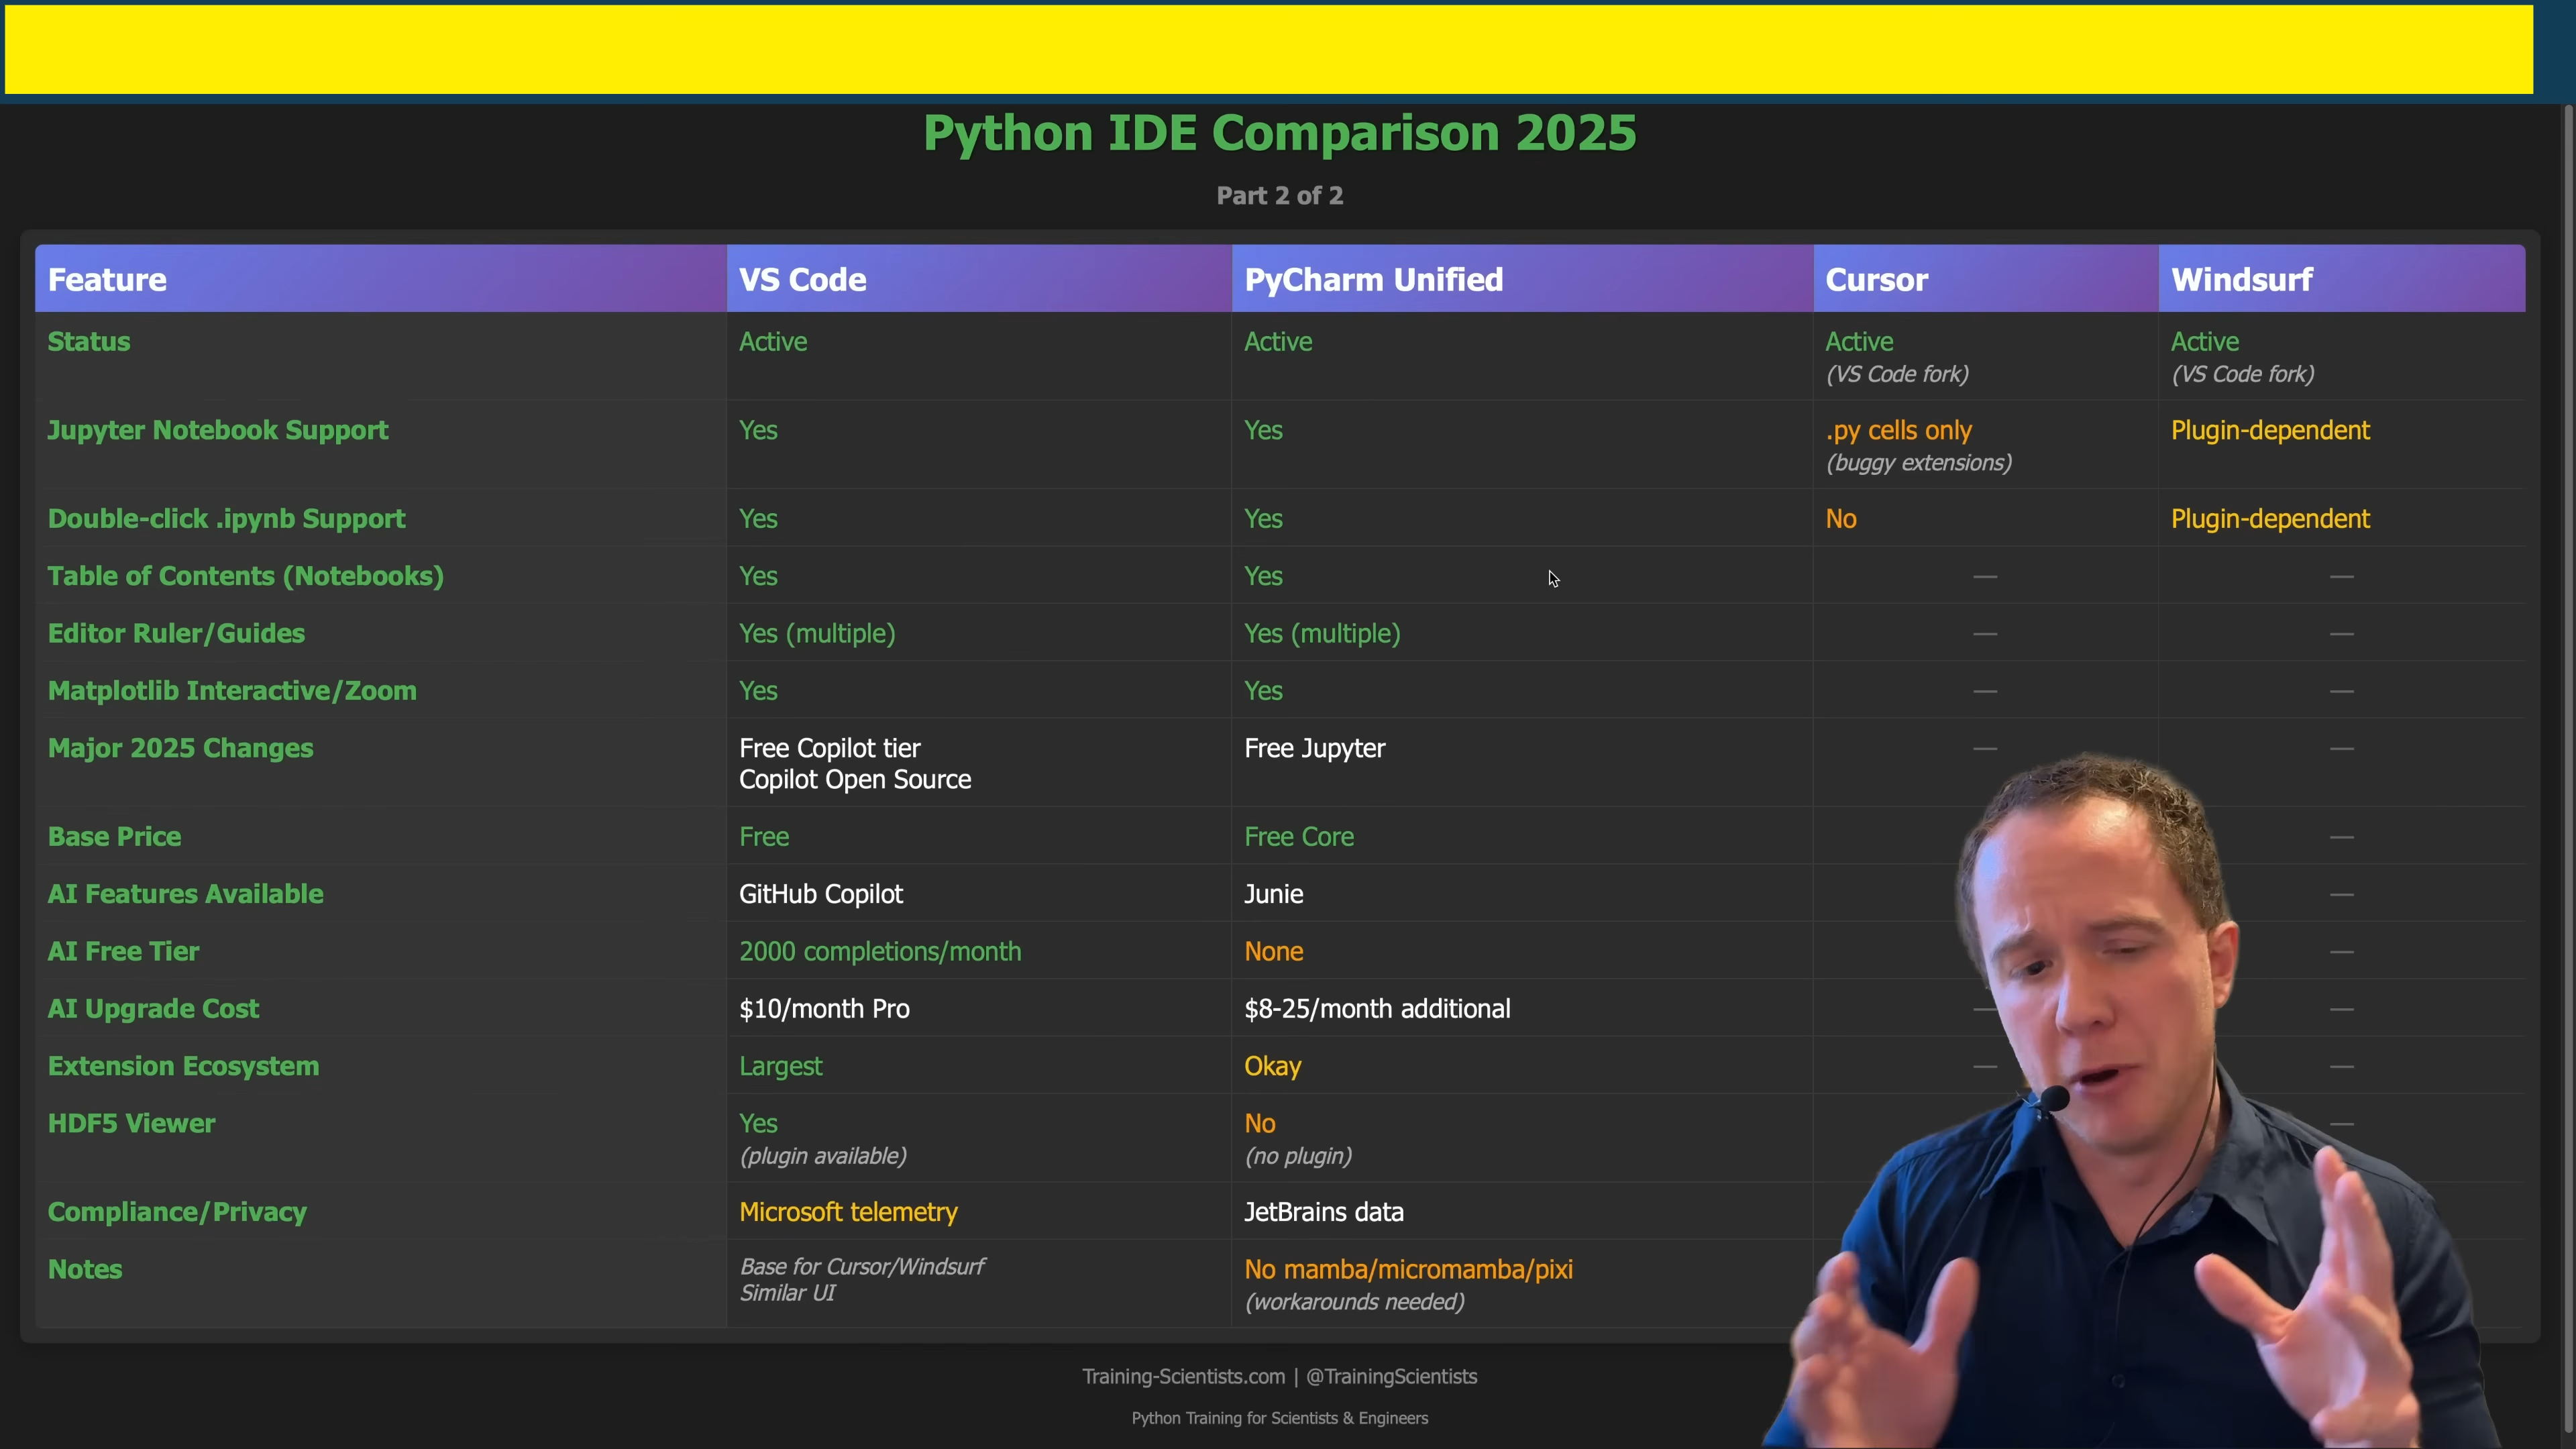 Python IDE Comparison 2025
Part 2 of 2
Feature VS Code PyCharm Unified Cursor Windsurf
Status Active Active Active Active
(VS Code fork) (VS Code fork)
Jupyter Notebook Support Yes Yes .py cells only Plugin-dependent
(buggy extensions)
Double-click .ipynb Support Yes Yes No Plugin-dependent
Table of Contents (Notebooks) Yes Yes — —
Editor Ruler/Guides Yes (multiple) Yes (multiple) — —
Matplotlib Interactive/Zoom Yes Yes — —
Major 2025 Changes Free Copilot tier Free Jupyter — —
Copilot Open Source
Base Price Free Free Core —
AI Features Available GitHub Copilot Junie —
AI Free Tier 2000 completions/month None —
AI Upgrade Cost $10/month Pro $8-25/month additional — —
Extension Ecosystem Largest Okay — —
HDF5 Viewer Yes No —
(plugin available) (no plugin)
Compliance/Privacy Microsoft telemetry JetBrains data
Notes Base for Cursor/Windsurf No mamba/micromamba/pixi
Similar UI (workarounds needed)
Training-Scientists.com | @TrainingScientists
Python Training for Scientists & Engineers